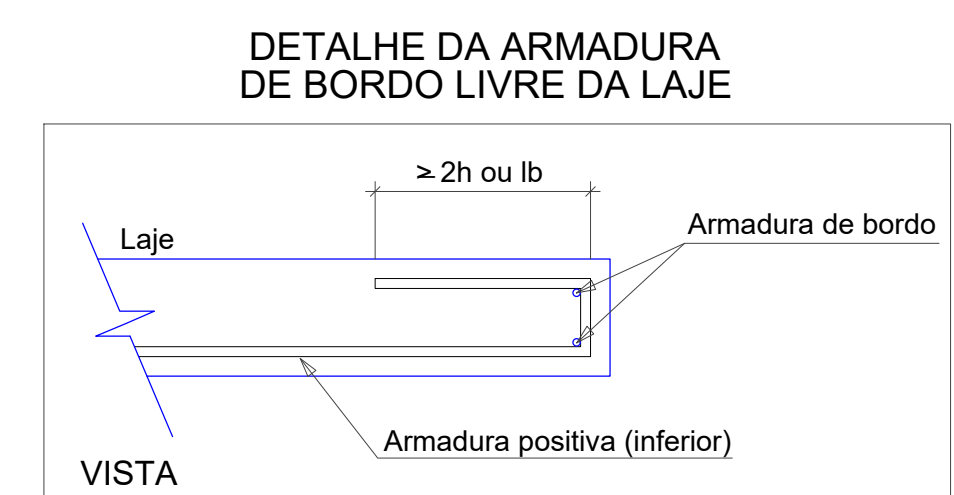 DETALHE DA ARMADURA
DE BORDO LIVRE DA LAJE
≥ 2h ou lb
Armadura de bordo
Laje
Armadura positiva (inferior)
VISTA